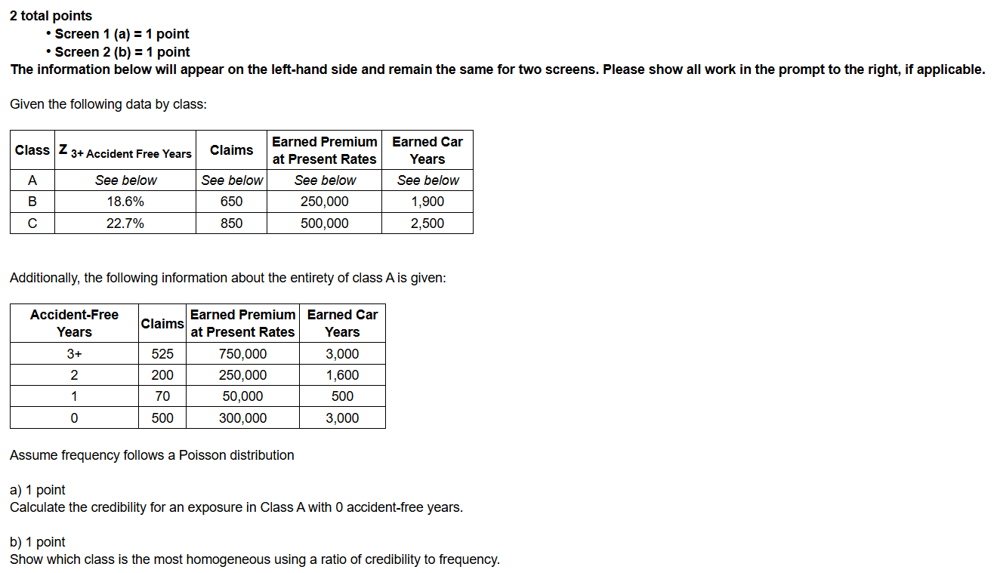 2 total points
• Screen 1 (a) = 1 point
• Screen 2 (b) = 1 point
The information below will appear on the left-hand side and remain the same for two screens. Please show all work in the prompt to the right, if applicable.
Given the following data by class:
Class Z 3+ Accident Free Years Claims Earned Premium at Present Rates Earned Car Years
A See below See below See below See below
B 18.6% 650 250,000 1,900
C 22.7% 850 500,000 2,500
Additionally, the following information about the entirety of class A is given:
Accident-Free Years Claims Earned Premium at Present Rates Earned Car Years
3+ 525 750,000 3,000
2 200 250,000 1,600
1 70 50,000 500
0 500 300,000 3,000
Assume frequency follows a Poisson distribution
a) 1 point
Calculate the credibility for an exposure in Class A with 0 accident-free years.
b) 1 point
Show which class is the most homogeneous using a ratio of credibility to frequency.